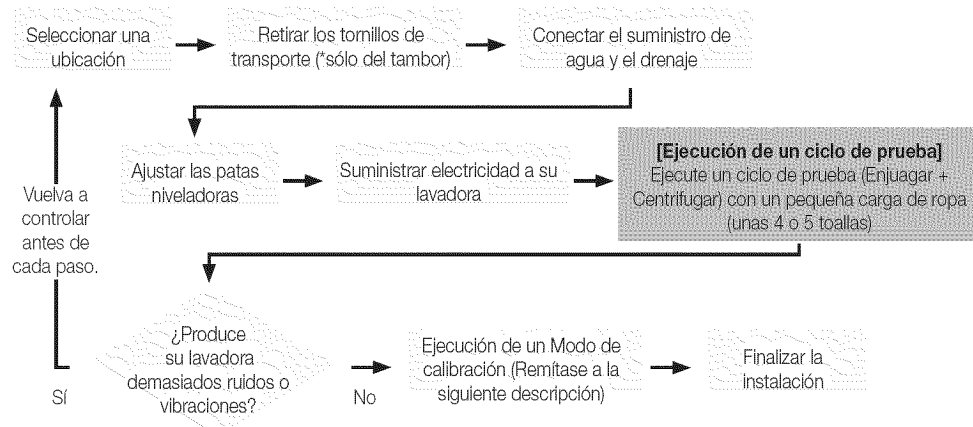 Seleccionar una
ubicación
Retirar los tornillos de
transporte (*sólo del tambor)
Conectar el suministro de
agua y el drenaje
Ajustar las patas
niveladoras
Suministrar electricidad a su
lavadora
[Ejecución de un ciclo de prueba]
Ejecute un ciclo de prueba (Enjuagar +
Centrifugar) con un pequeña carga de ropa
(unas 4 o 5 toallas)
Vuelva a
controlar
antes de
cada paso.
¿Produce
su lavadora
demasiados ruidos o
vibraciones?
Sí
No
Ejecución de un Modo de
calibración (Remítase a la
siguiente descripción)
Finalizar la
instalación